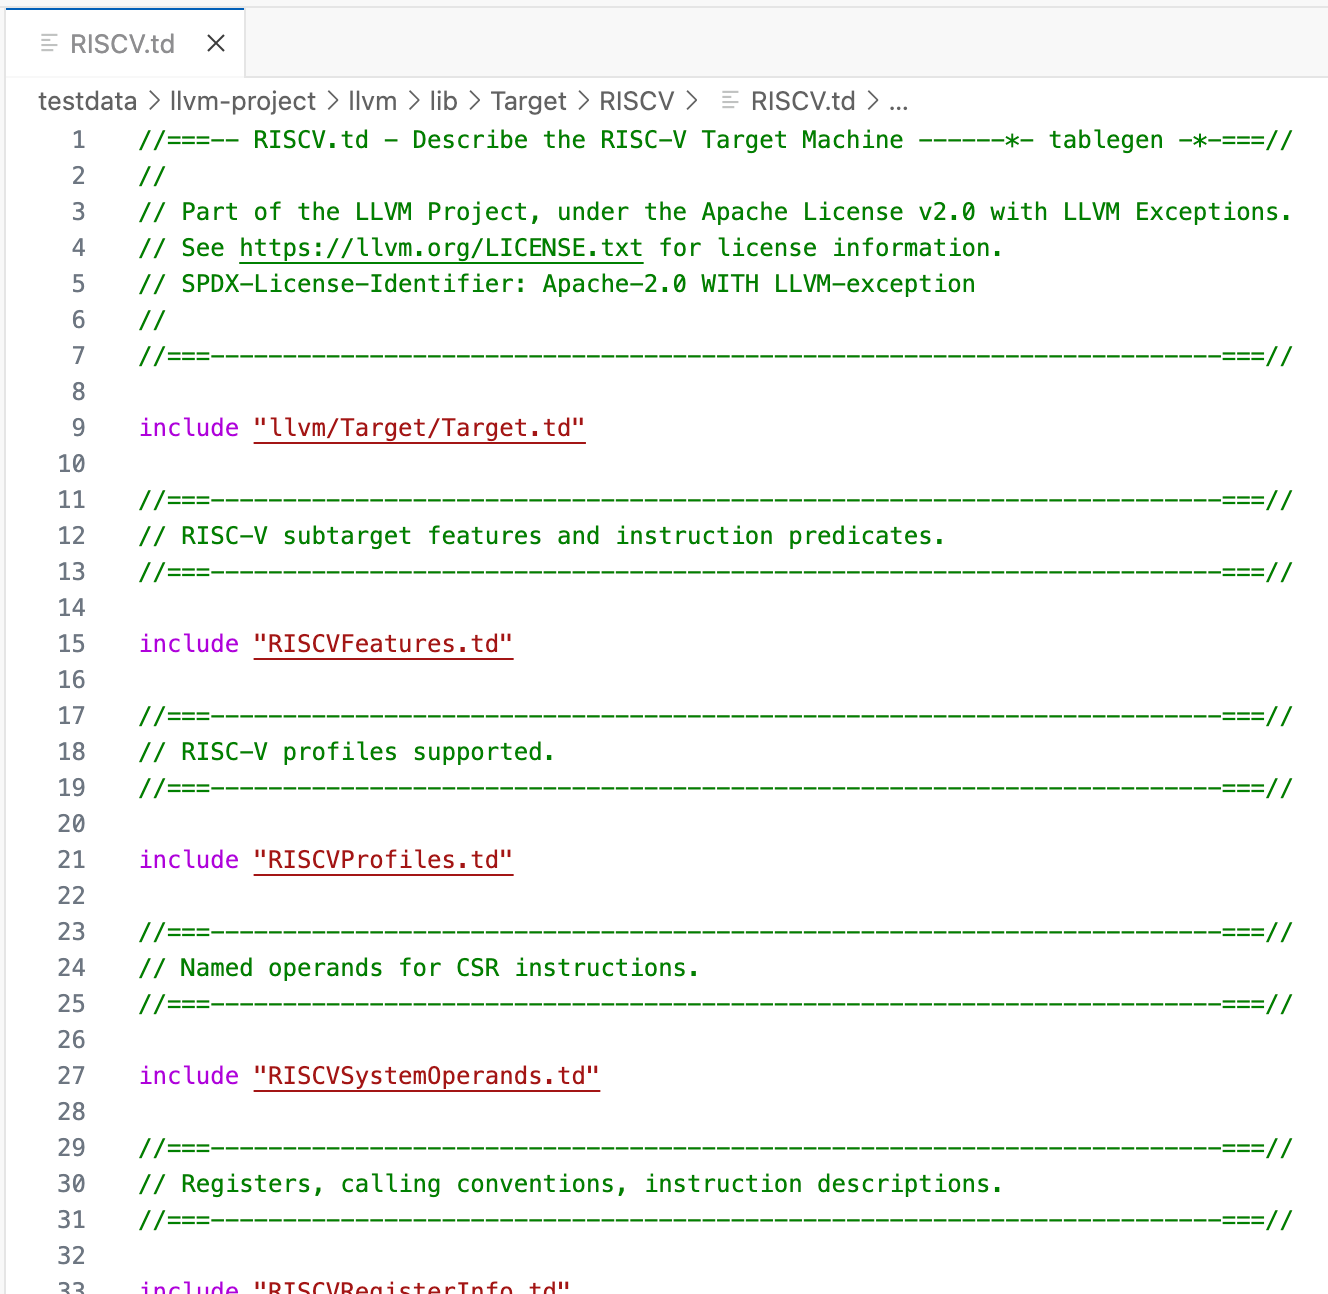 RISCV.td
testdata > llvm-project > llvm > lib > Target > RISCV > RISCV.td > ...
1 //===-- RISCV.td - Describe the RISC-V Target Machine ------*- tablegen -*-===//
2 //
3 // Part of the LLVM Project, under the Apache License v2.0 with LLVM Exceptions.
4 // See https://llvm.org/LICENSE.txt for license information.
5 // SPDX-License-Identifier: Apache-2.0 WITH LLVM-exception
6 //
7 //===----------------------------------------------------------------------===//
8
9 include "llvm/Target/Target.td"
10
11 //===----------------------------------------------------------------------===//
12 // RISC-V subtarget features and instruction predicates.
13 //===----------------------------------------------------------------------===//
14
15 include "RISCVFeatures.td"
16
17 //===----------------------------------------------------------------------===//
18 // RISC-V profiles supported.
19 //===----------------------------------------------------------------------===//
20
21 include "RISCVProfiles.td"
22
23 //===----------------------------------------------------------------------===//
24 // Named operands for CSR instructions.
25 //===----------------------------------------------------------------------===//
26
27 include "RISCVSystemOperands.td"
28
29 //===----------------------------------------------------------------------===//
30 // Registers, calling conventions, instruction descriptions.
31 //===----------------------------------------------------------------------===//
32
33 include "RISCVRegisterInfo.td"